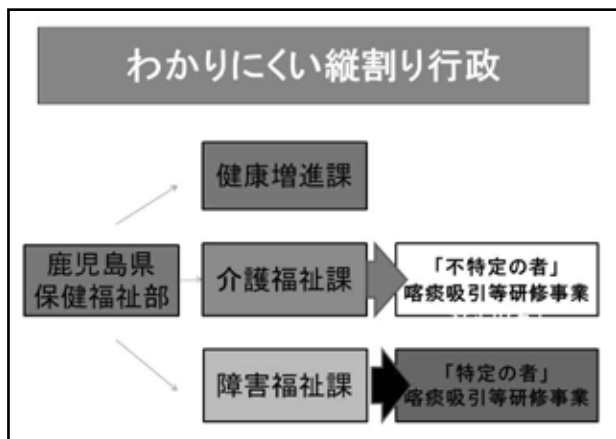 わかりにくい縦割り行政
健康増進課
鹿児島県
保健福祉部
介護福祉課
「不特定の者」
喀痰吸引等研修事業
障害福祉課
「特定の者」
喀痰吸引等研修事業